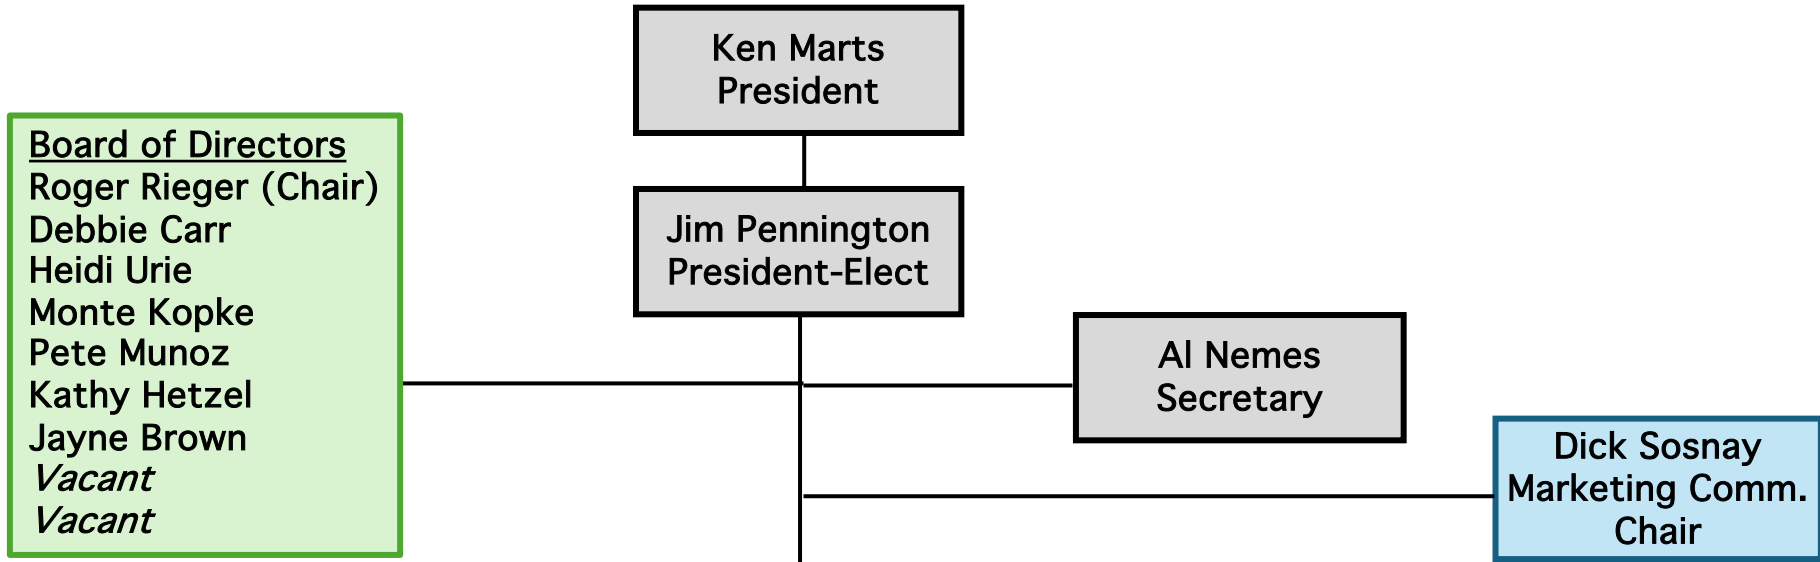 Ken Marts
President
Board of Directors
Roger Rieger (Chair)
Debbie Carr
Heidi Urie
Monte Kopke
Pete Munoz
Kathy Hetzel
Jayne Brown
Vacant
Vacant
Jim Pennington
President-Elect
Al Nemes
Secretary
Dick Sosnay
Marketing Comm.
Chair